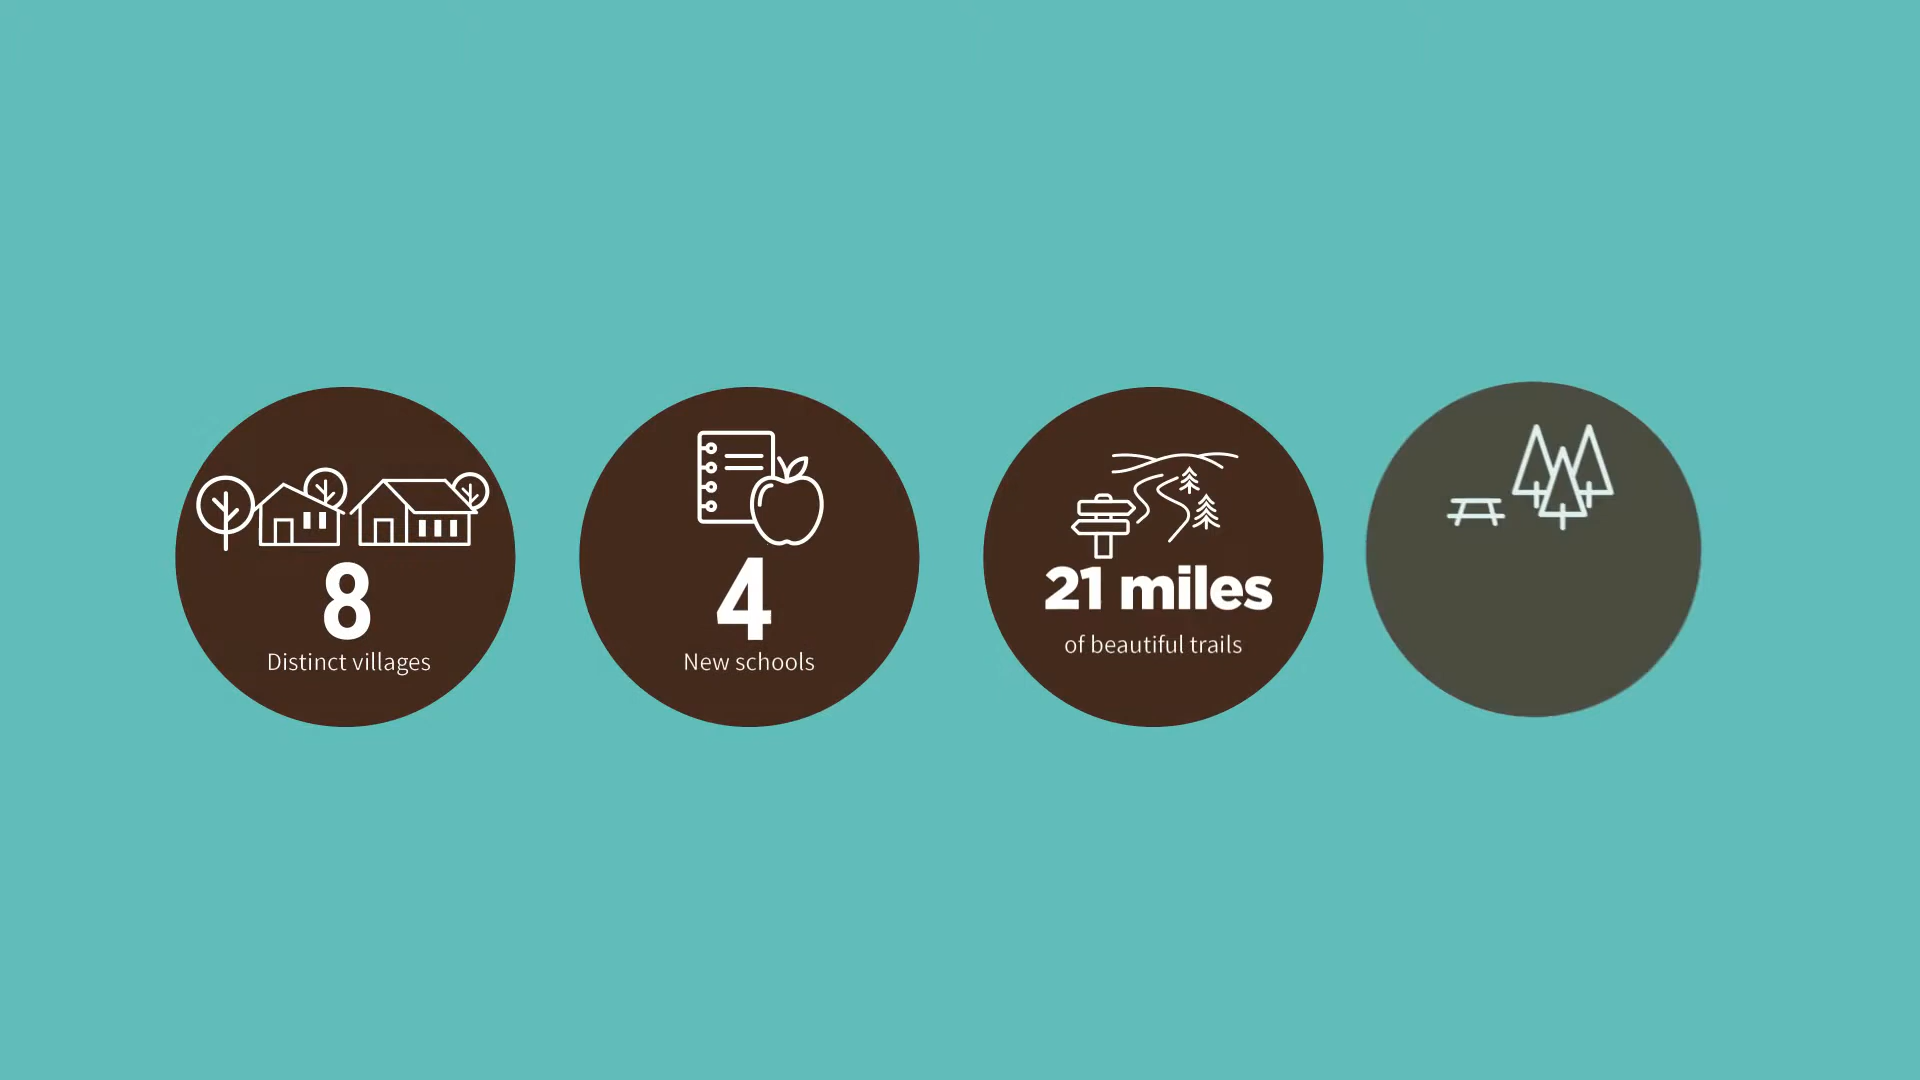 8
Distinct villages
4
New schools
21 miles
of beautiful trails